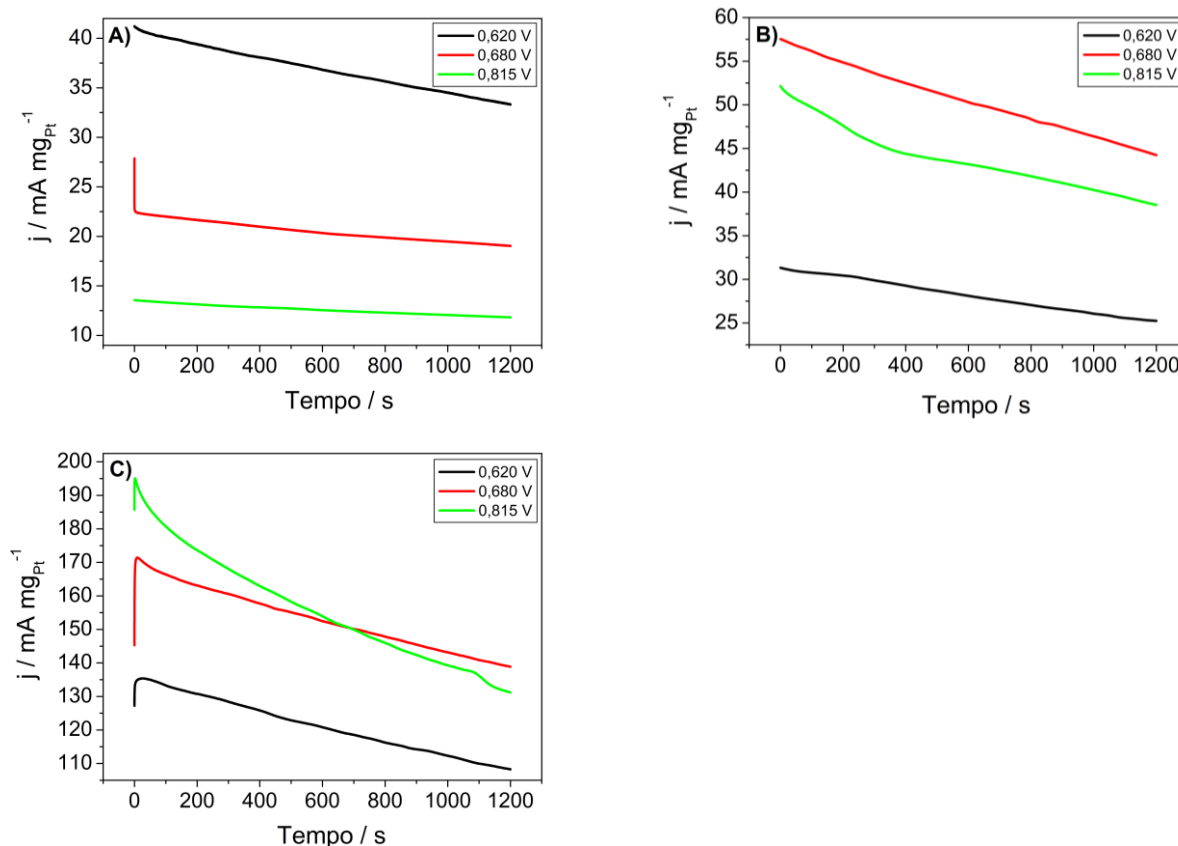 A)
0,620 V
0,680 V
0,815 V
40
35
30
25
20
15
10
j / mA mg_Pt^-1
0 200 400 600 800 1000 1200
Tempo / s
B)
0,620 V
0,680 V
0,815 V
60
55
50
45
40
35
30
25
j / mA mg_Pt^-1
0 200 400 600 800 1000 1200
Tempo / s
C)
0,620 V
0,680 V
0,815 V
200
190
180
170
160
150
140
130
120
110
j / mA mg_Pt^-1
0 200 400 600 800 1000 1200
Tempo / s